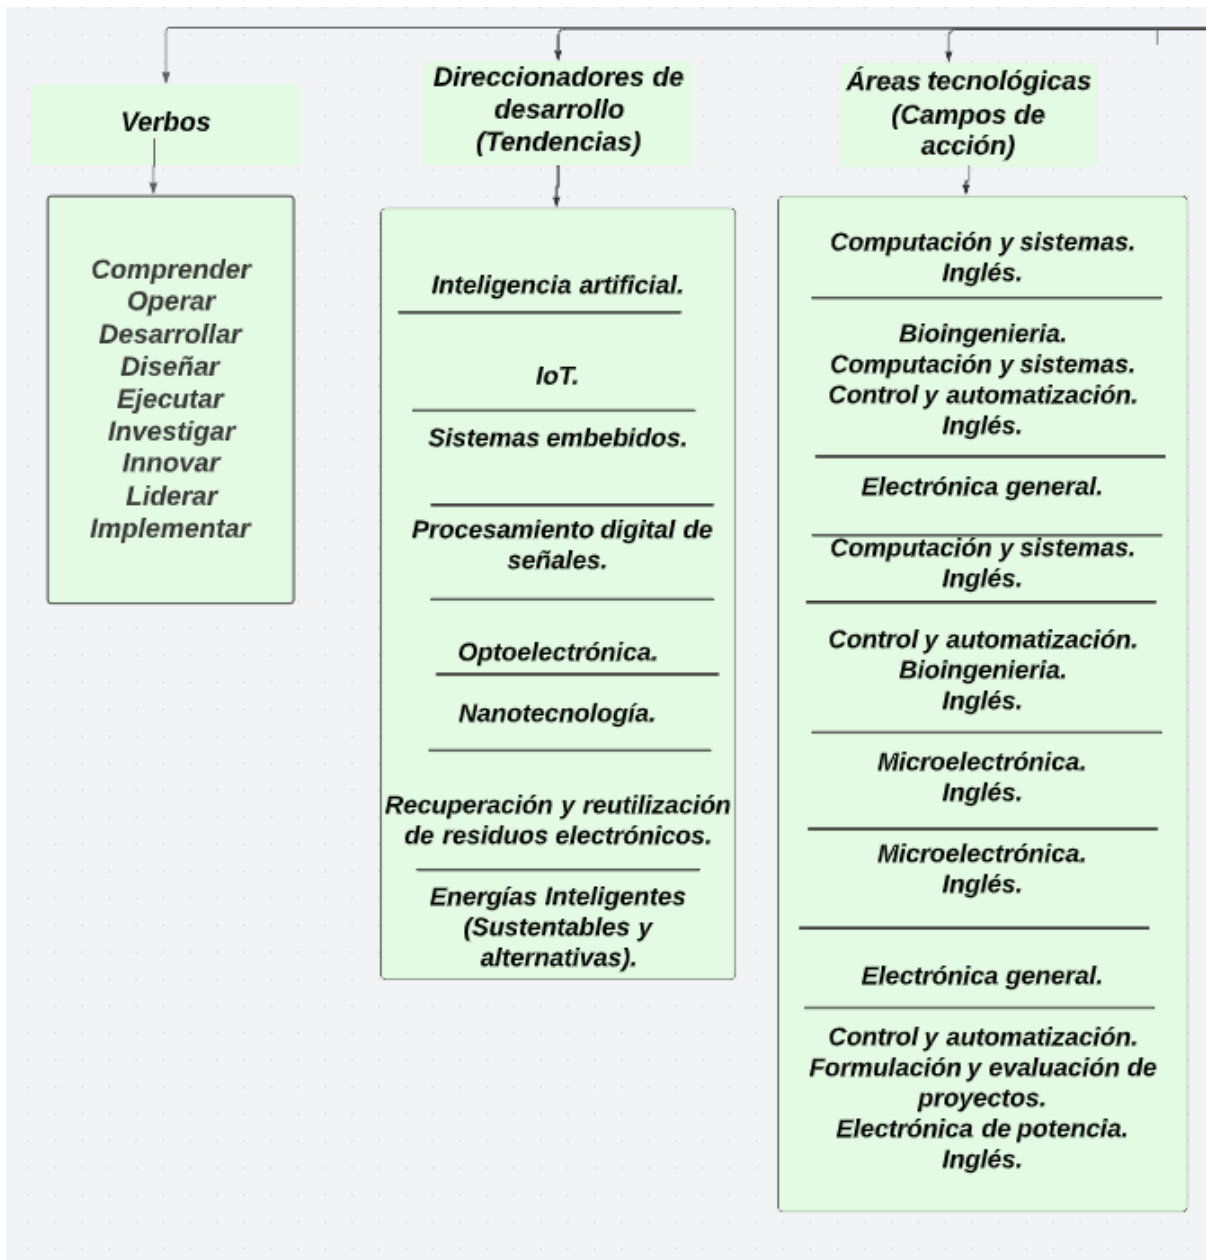 Verbos
Comprender
Operar
Desarrollar
Diseñar
Ejecutar
Investigar
Innovar
Liderar
Implementar
Direccionadores de
desarrollo
(Tendencias)
Inteligencia artificial.
IoT.
Sistemas embebidos.
Procesamiento digital de
señales.
Optoelectrónica.
Nanotecnología.
Recuperación y reutilización
de residuos electrónicos.
Energías Inteligentes
(Sustentables y
alternativas).
Áreas tecnológicas
(Campos de
acción)
Computación y sistemas.
Inglés.
Bioingenieria.
Computación y sistemas.
Control y automatización.
Inglés.
Electrónica general.
Computación y sistemas.
Inglés.
Control y automatización.
Bioingenieria.
Inglés.
Microelectrónica.
Inglés.
Microelectrónica.
Inglés.
Electrónica general.
Control y automatización.
Formulación y evaluación de
proyectos.
Electrónica de potencia.
Inglés.